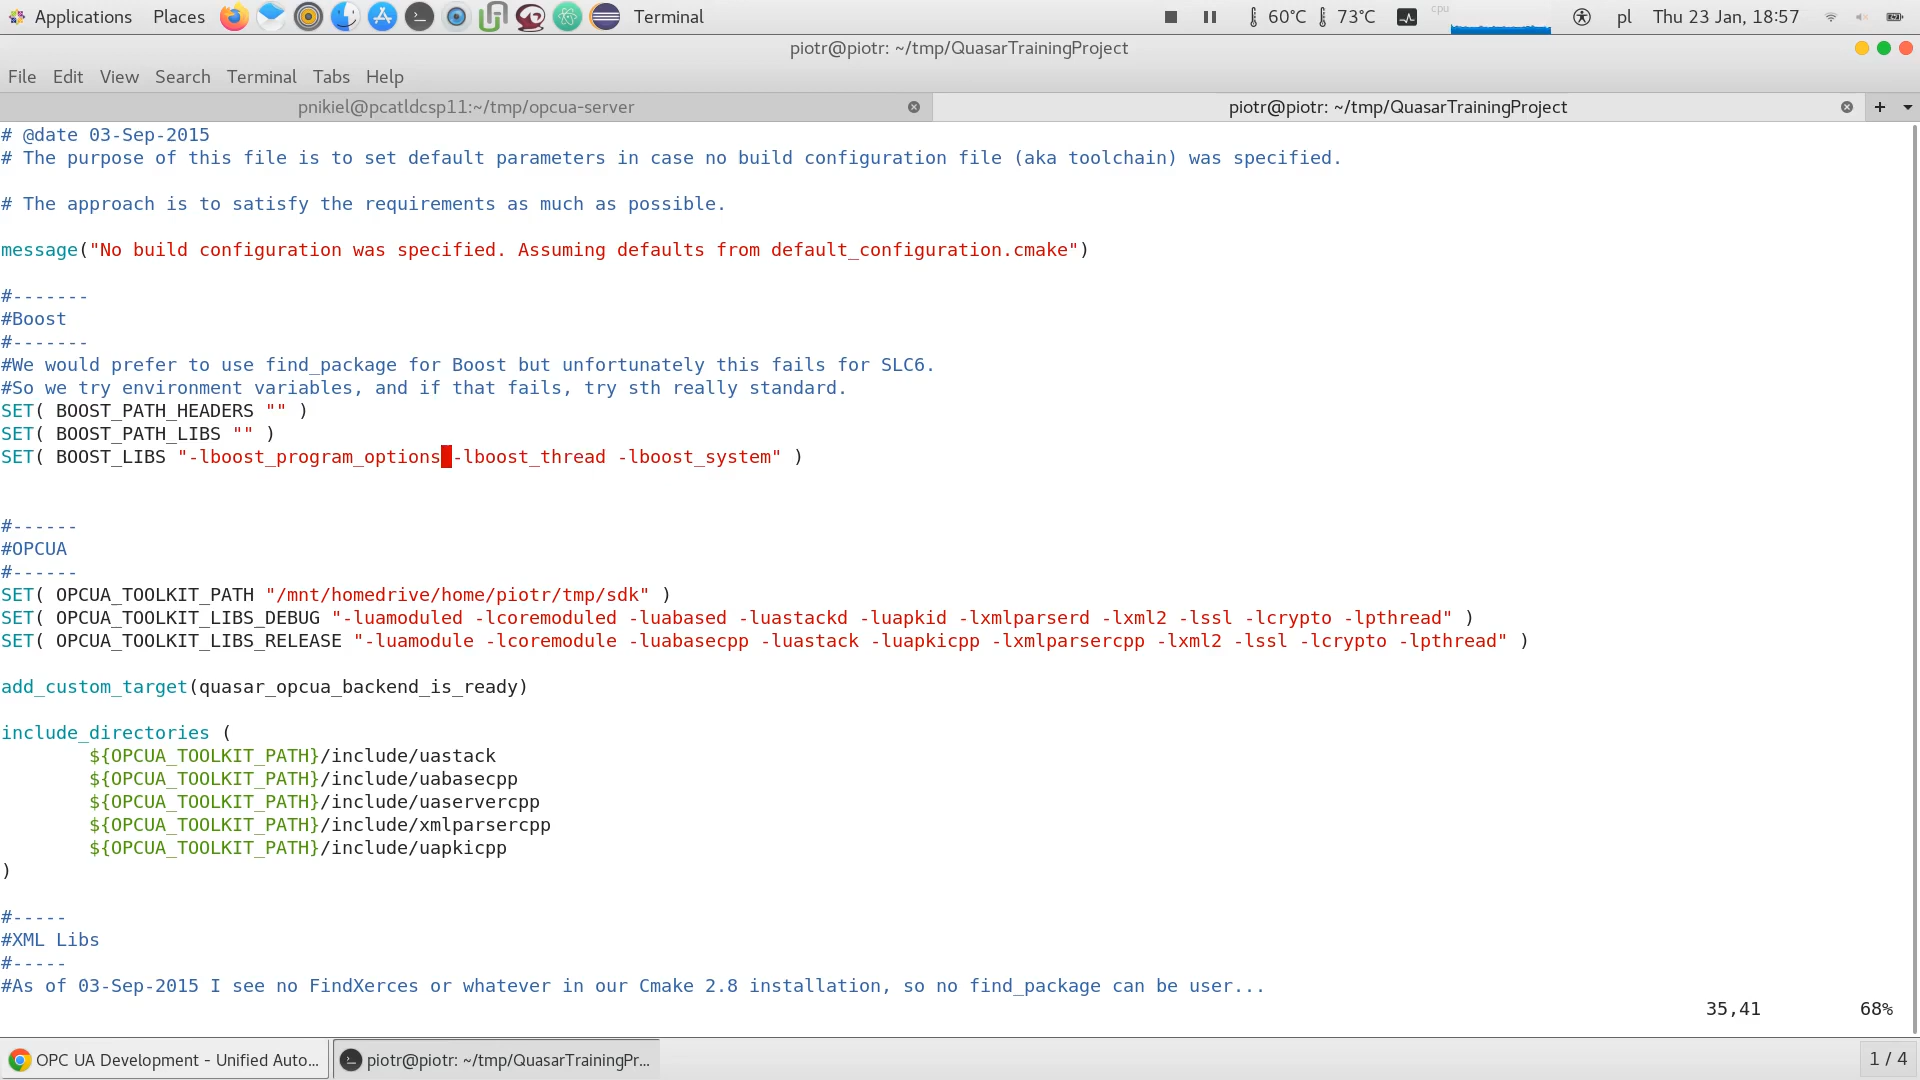 Applications Places Terminal 60°C 73°C cpu pl Thu 23 Jan, 18:57
piotr@piotr: ~/tmp/QuasarTrainingProject
File Edit View Search Terminal Tabs Help
pnikiel@pcatldcsp11:~/tmp/opcua-server piotr@piotr: ~/tmp/QuasarTrainingProject
# @date 03-Sep-2015
# The purpose of this file is to set default parameters in case no build configuration file (aka toolchain) was specified.
# The approach is to satisfy the requirements as much as possible.
message("No build configuration was specified. Assuming defaults from default_configuration.cmake")
#-------
#Boost
#-------
#We would prefer to use find_package for Boost but unfortunately this fails for SLC6.
#So we try environment variables, and if that fails, try sth really standard.
SET( BOOST_PATH_HEADERS "" )
SET( BOOST_PATH_LIBS "" )
SET( BOOST_LIBS "-lboost_program_options -lboost_thread -lboost_system" )
#------
#OPCUA
#------
SET( OPCUA_TOOLKIT_PATH "/mnt/homedrive/home/piotr/tmp/sdk" )
SET( OPCUA_TOOLKIT_LIBS_DEBUG "-luamoduled -lcoremoduled -luabased -luastackd -luapkid -lxmlparserd -lxml2 -lssl -lcrypto -lpthread" )
SET( OPCUA_TOOLKIT_LIBS_RELEASE "-luamodule -lcoremodule -luabasecpp -luastack -luapkicpp -lxmlparsercpp -lxml2 -lssl -lcrypto -lpthread" )
add_custom_target(quasar_opcua_backend_is_ready)
include_directories (
${OPCUA_TOOLKIT_PATH}/include/uastack
${OPCUA_TOOLKIT_PATH}/include/uabasecpp
${OPCUA_TOOLKIT_PATH}/include/uaservercpp
${OPCUA_TOOLKIT_PATH}/include/xmlparsercpp
${OPCUA_TOOLKIT_PATH}/include/uapkicpp
)
#-----
#XML Libs
#-----
#As of 03-Sep-2015 I see no FindXerces or whatever in our Cmake 2.8 installation, so no find_package can be user...
35,41 68%
OPC UA Development - Unified Auto... piotr@piotr: ~/tmp/QuasarTrainingPr... 1 / 4